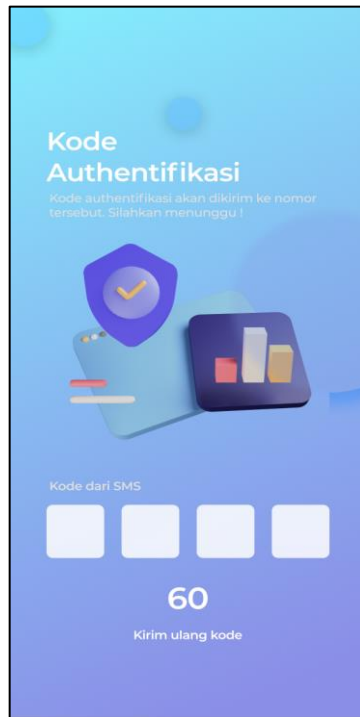 Kode
Authentifikasi
Kode authentifikasi akan dikirim ke nomor
tersebut. Silahkan menunggu !
Kode dari SMS
60
Kirim ulang kode